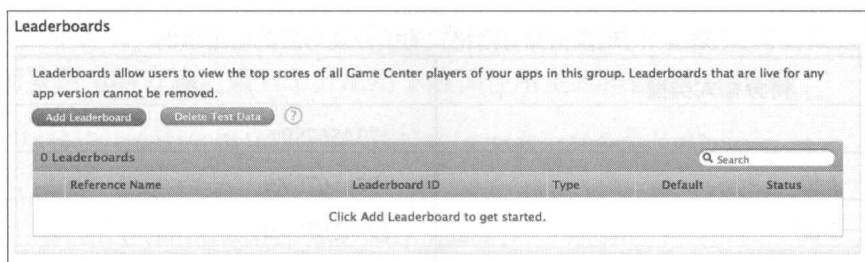 Leaderboards
Leaderboards allow users to view the top scores of all Game Center players of your apps in this group. Leaderboards that are live for any
app version cannot be removed.
Add Leaderboard Delete Test Data ?
0 Leaderboards Search
Reference Name Leaderboard ID Type Default Status
Click Add Leaderboard to get started.